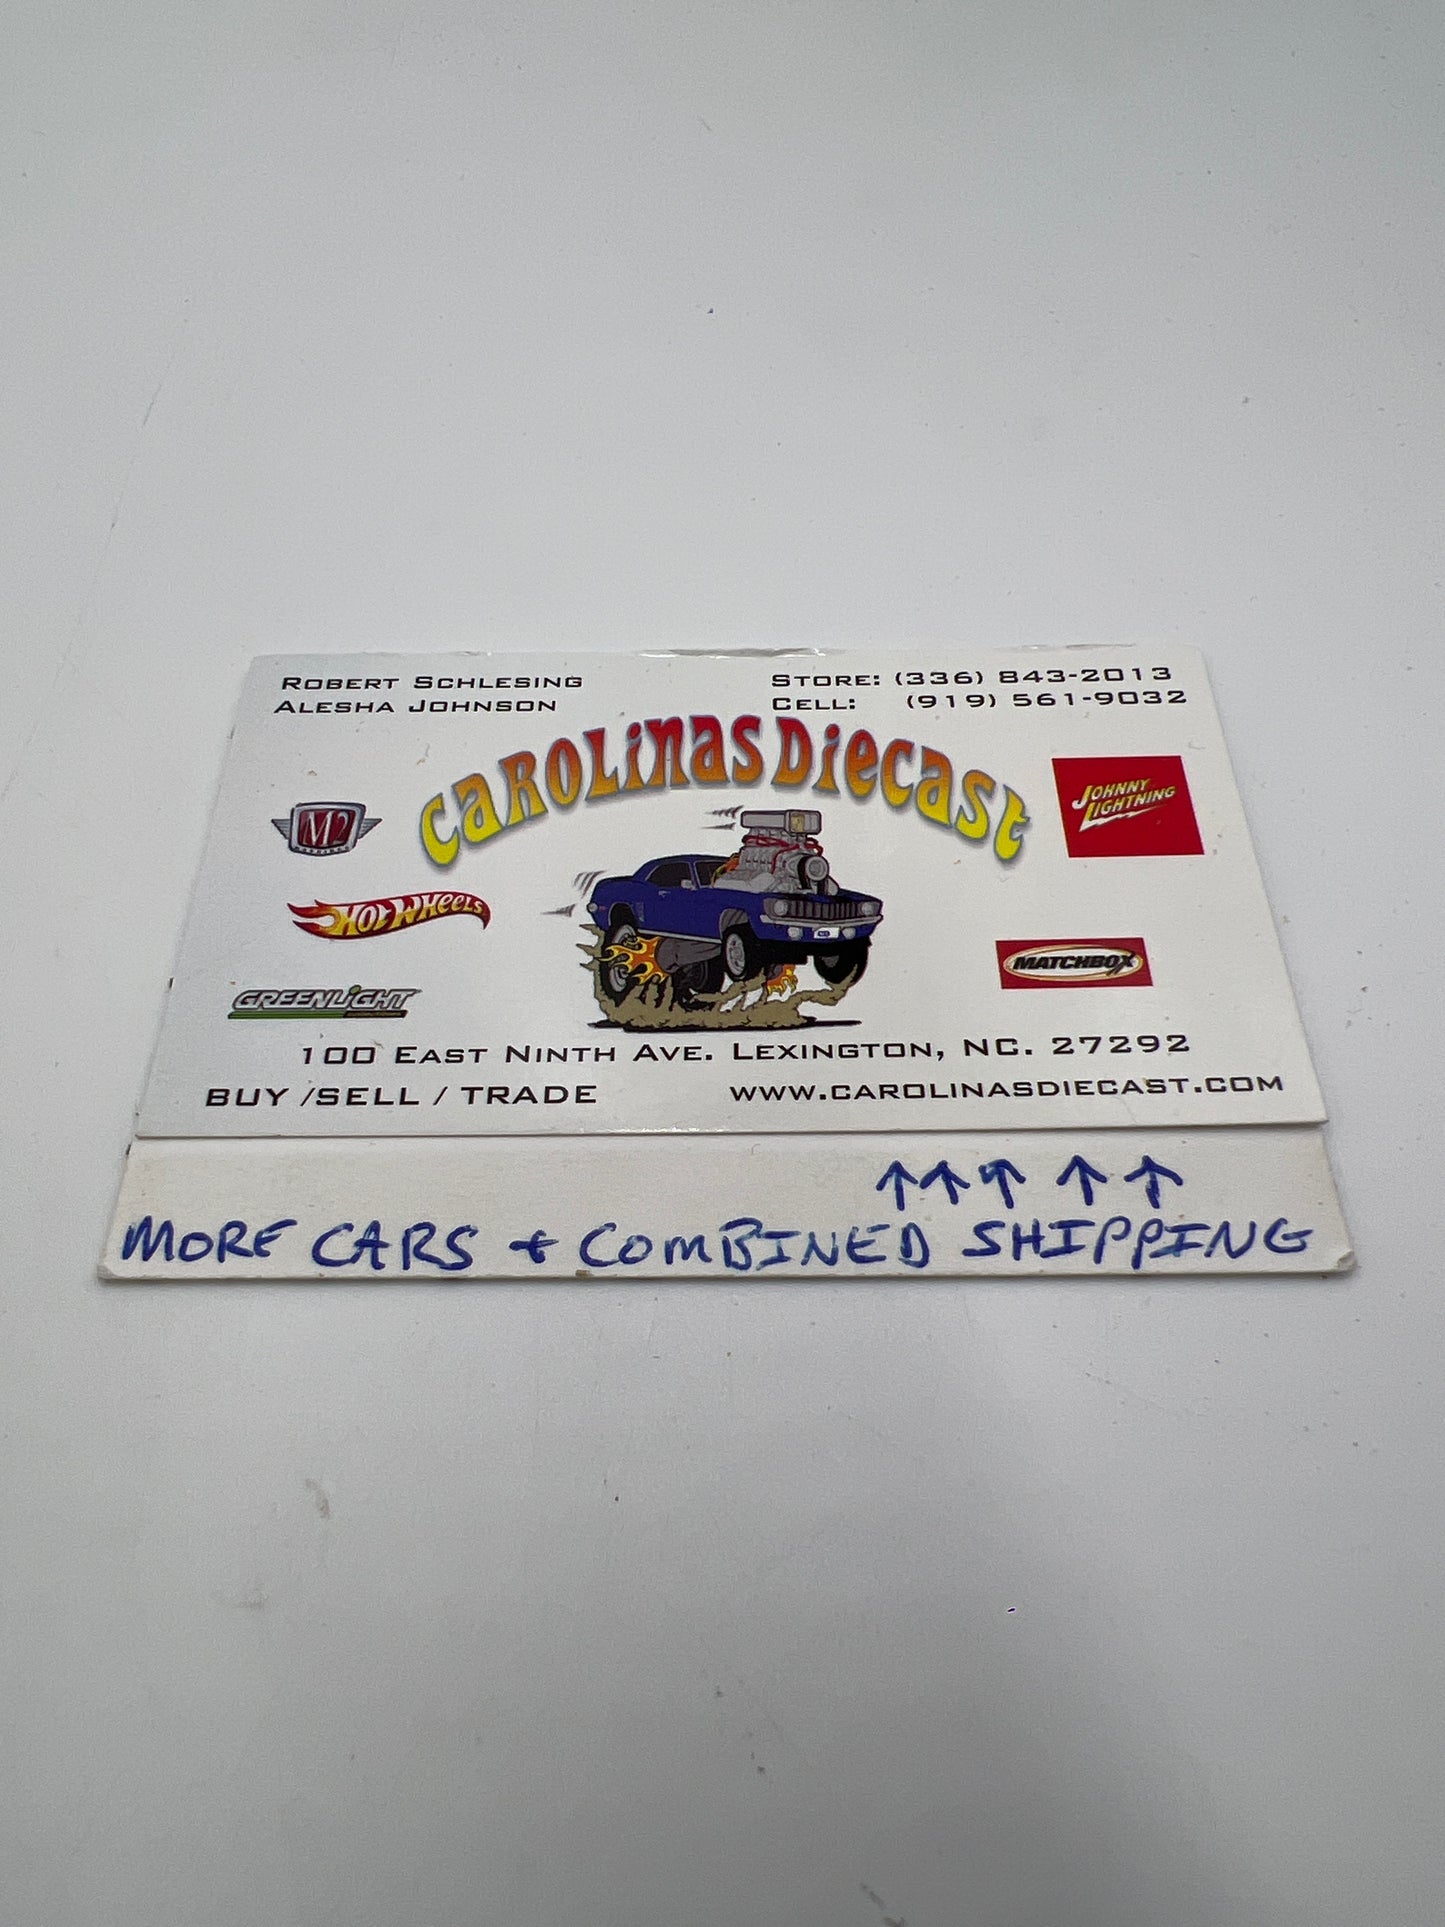 ROBERT SCHLESING
ALESHA JOHNSON
STORE: (336) 843-2013
CELL: (919) 561-9032
CAROLINAS DIECAST
M2
JOHNNY LIGHTNING
HOT WHEELS
MATCHBOX
GREENLIGHT
100 EAST NINTH AVE. LEXINGTON, NC. 27292
BUY /SELL / TRADE
WWW.CAROLINASDIECAST.COM
↑↑↑↑↑
MORE CARS + COMBINED SHIPPING